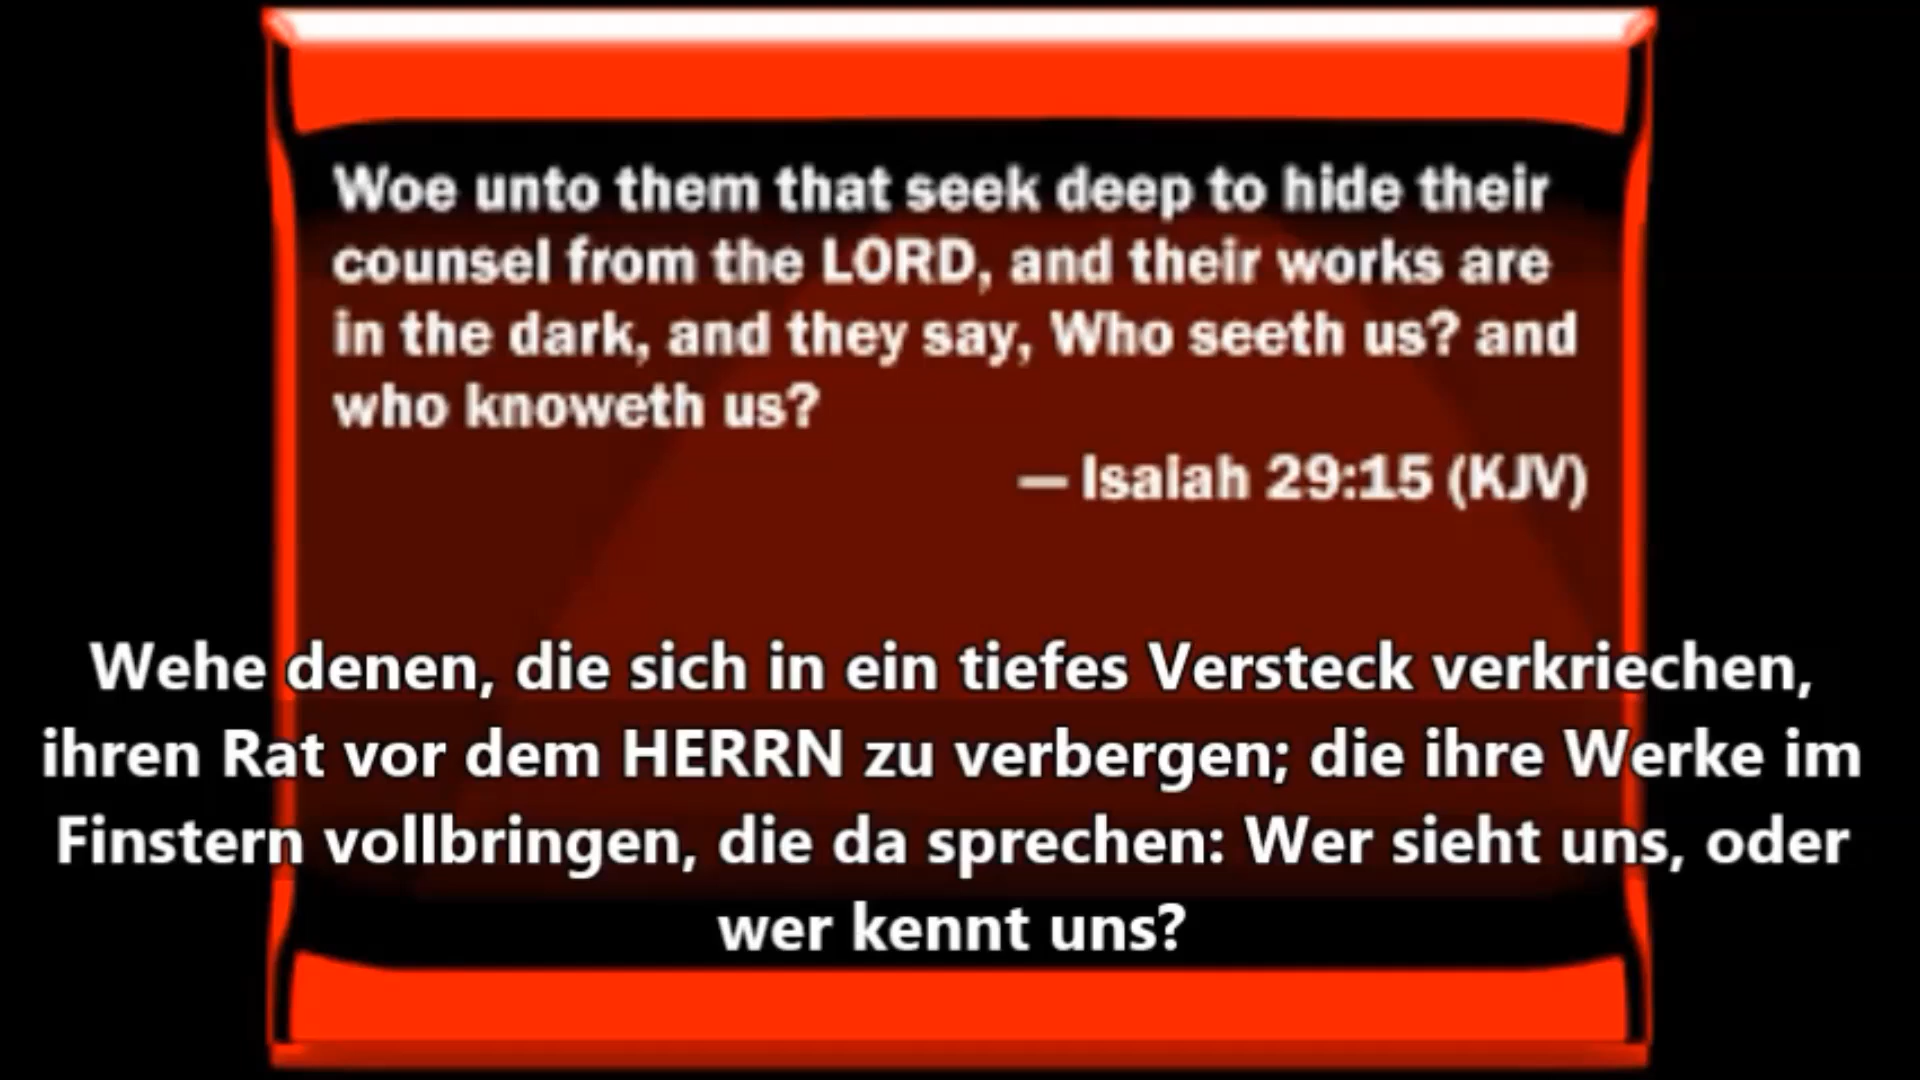 Woe unto them that seek deep to hide their
counsel from the LORD, and their works are
in the dark, and they say, Who seeth us? and
who knoweth us?
— Isaiah 29:15 (KJV)
Wehe denen, die sich in ein tiefes Versteck verkriechen,
ihren Rat vor dem HERRN zu verbergen; die ihre Werke im
Finstern vollbringen, die da sprechen: Wer sieht uns, oder
wer kennt uns?